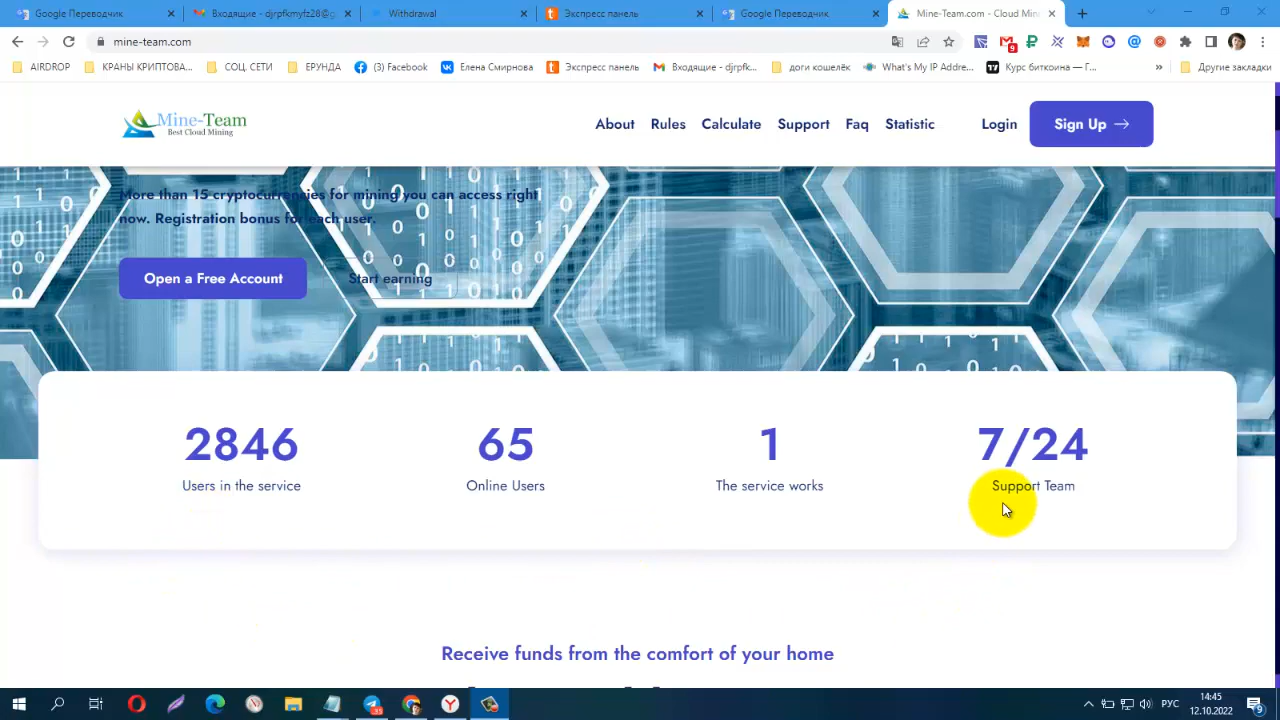 Google Переводчик
Входящие - djrpfkmyfz28@g
Withdrawal
Экспресс панель
Google Переводчик
Mine-Team.com - Cloud Min
mine-team.com
9
AIRDROP
КРАНЫ КРИПТОВА...
СОЦ. СЕТИ
ЕРУНДА
(3) Facebook
Елена Смирнова
Экспресс панель
Входящие - djrpfk...
доги кошелёк
What's My IP Addre...
Курс биткоина — Г...
»
Другие закладки
Mine-Team
Best Cloud Mining
About
Rules
Calculate
Support
Faq
Statistic
Login
Sign Up →
More than 15 cryptocurrencies for mining you can access right
now. Registration bonus for each user.
Open a Free Account
Start earning
2846
65
1
7/24
Users in the service
Online Users
The service works
Support Team
Receive funds from the comfort of your home
РУС
14:45
12.10.2022
9